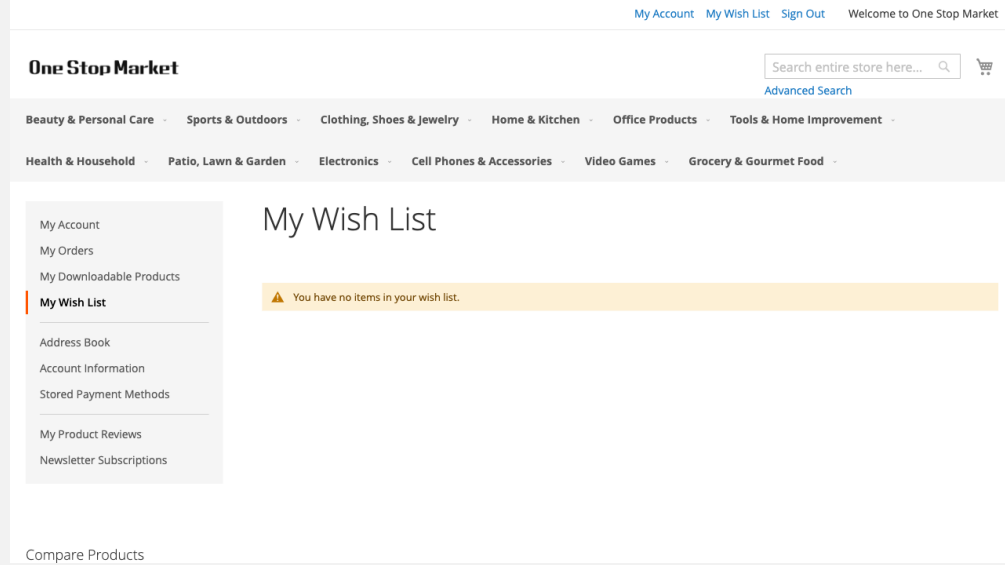 My Account My Wish List Sign Out Welcome to One Stop Market
One Stop Market
Search entire store here...
Advanced Search
Beauty & Personal Care Sports & Outdoors Clothing, Shoes & Jewelry Home & Kitchen Office Products Tools & Home Improvement
Health & Household Patio, Lawn & Garden Electronics Cell Phones & Accessories Video Games Grocery & Gourmet Food
My Account
My Orders
My Downloadable Products
My Wish List
Address Book
Account Information
Stored Payment Methods
My Product Reviews
Newsletter Subscriptions
My Wish List
You have no items in your wish list.
Compare Products